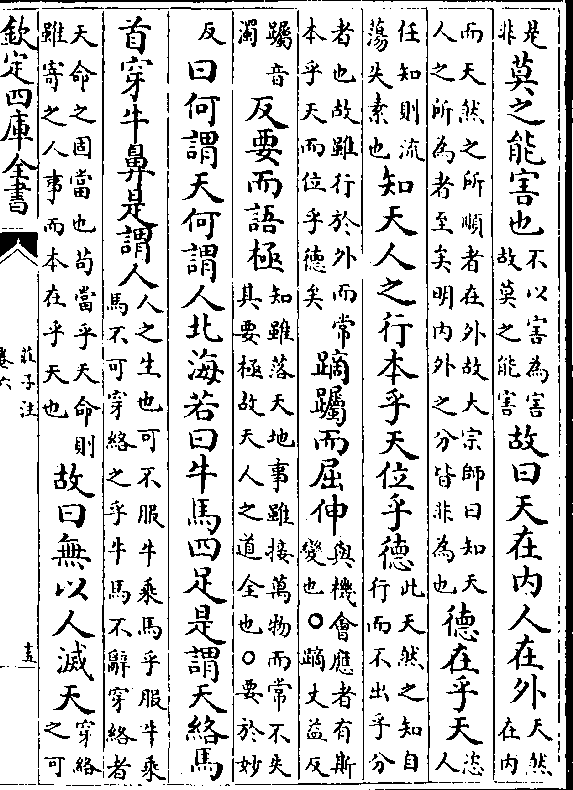 是
非
莫之能害也
不以害為害
故莫之能害
故曰天在内人在外
天然
在内
而天然之所順者在外故大宗師曰知天
人之所為者至矣明内外之分皆非為也
德在乎天
恣
人
任知則流
蕩失素也
知天人之行本乎天位乎德
此天然之知自
行而不出乎分
者也故雖行於外而常
本乎天而位乎德矣
蹢䠱而屈伸
與機會應者有斯
變也○蹢丈益反
䠱音
濁
反要而語極
知雖落天地事雖接萬物而常不失
其要極故天人之道全也○要於妙
反
曰何謂天何謂人北海若曰牛馬四足是謂天絡馬
首穿牛鼻是謂人
人之生也可不服牛乘馬乎服牛乘
馬不可穿絡之乎牛馬不辭穿絡者
天命之固當也苟當乎天命則
雖寄之人事而本在乎天也
故曰無以人滅天
穿絡
之可
欽定四庫全書
莊子注
卷六
十五